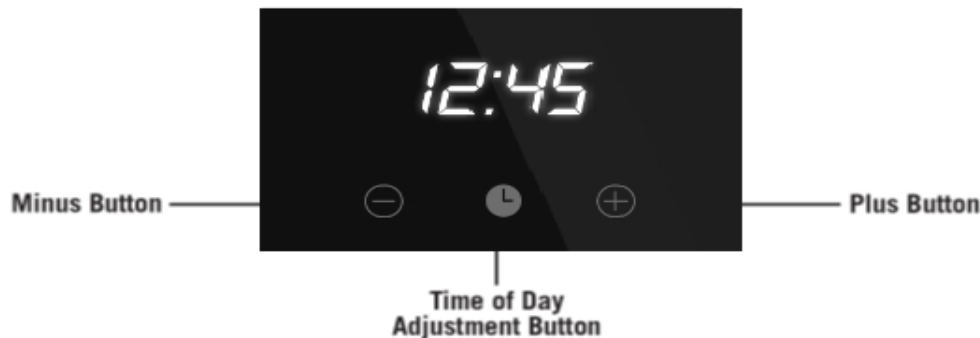 12:45
Minus Button
Plus Button
Time of Day
Adjustment Button